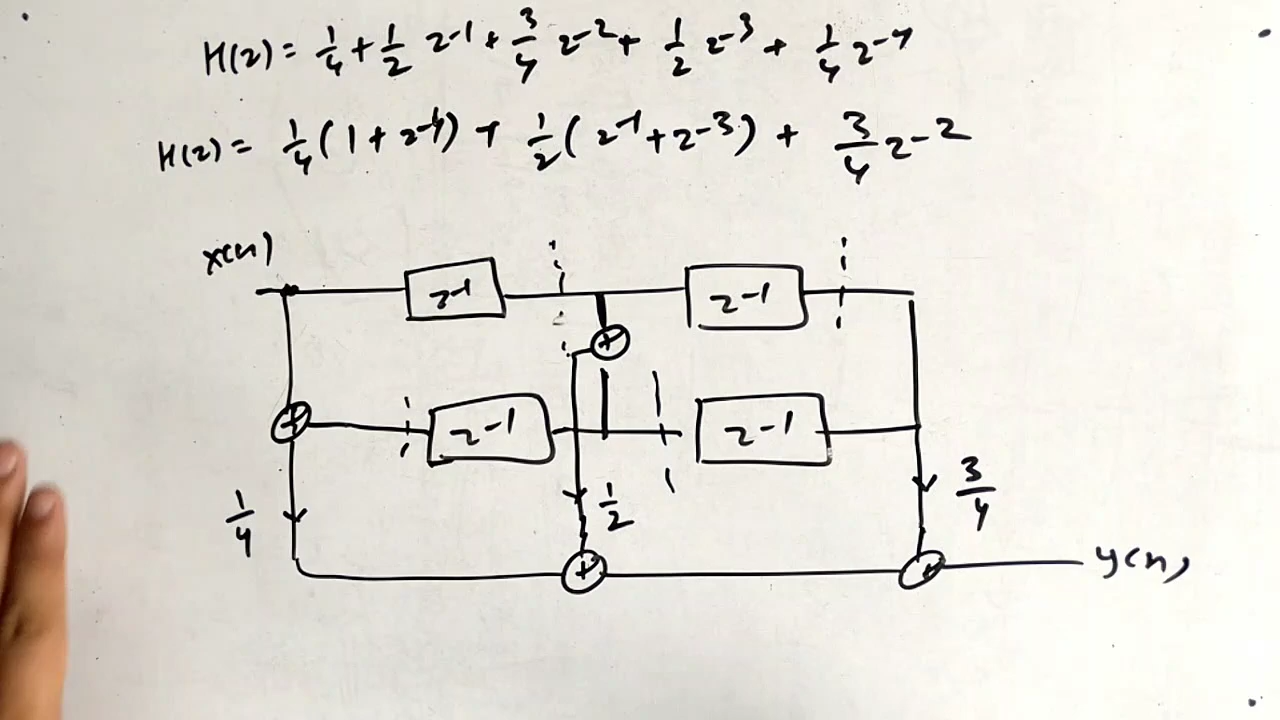 H(z) = 1/4 + 1/2 z-1 + 3/4 z-2 + 1/2 z-3 + 1/4 z-4
H(z) = 1/4 (1 + z-4) + 1/2 (z-1 + z-3) + 3/4 z-2
x(n)
z-1
z-1
+
+
z-1
z-1
1/4
1/2
3/4
+
+
y(n)